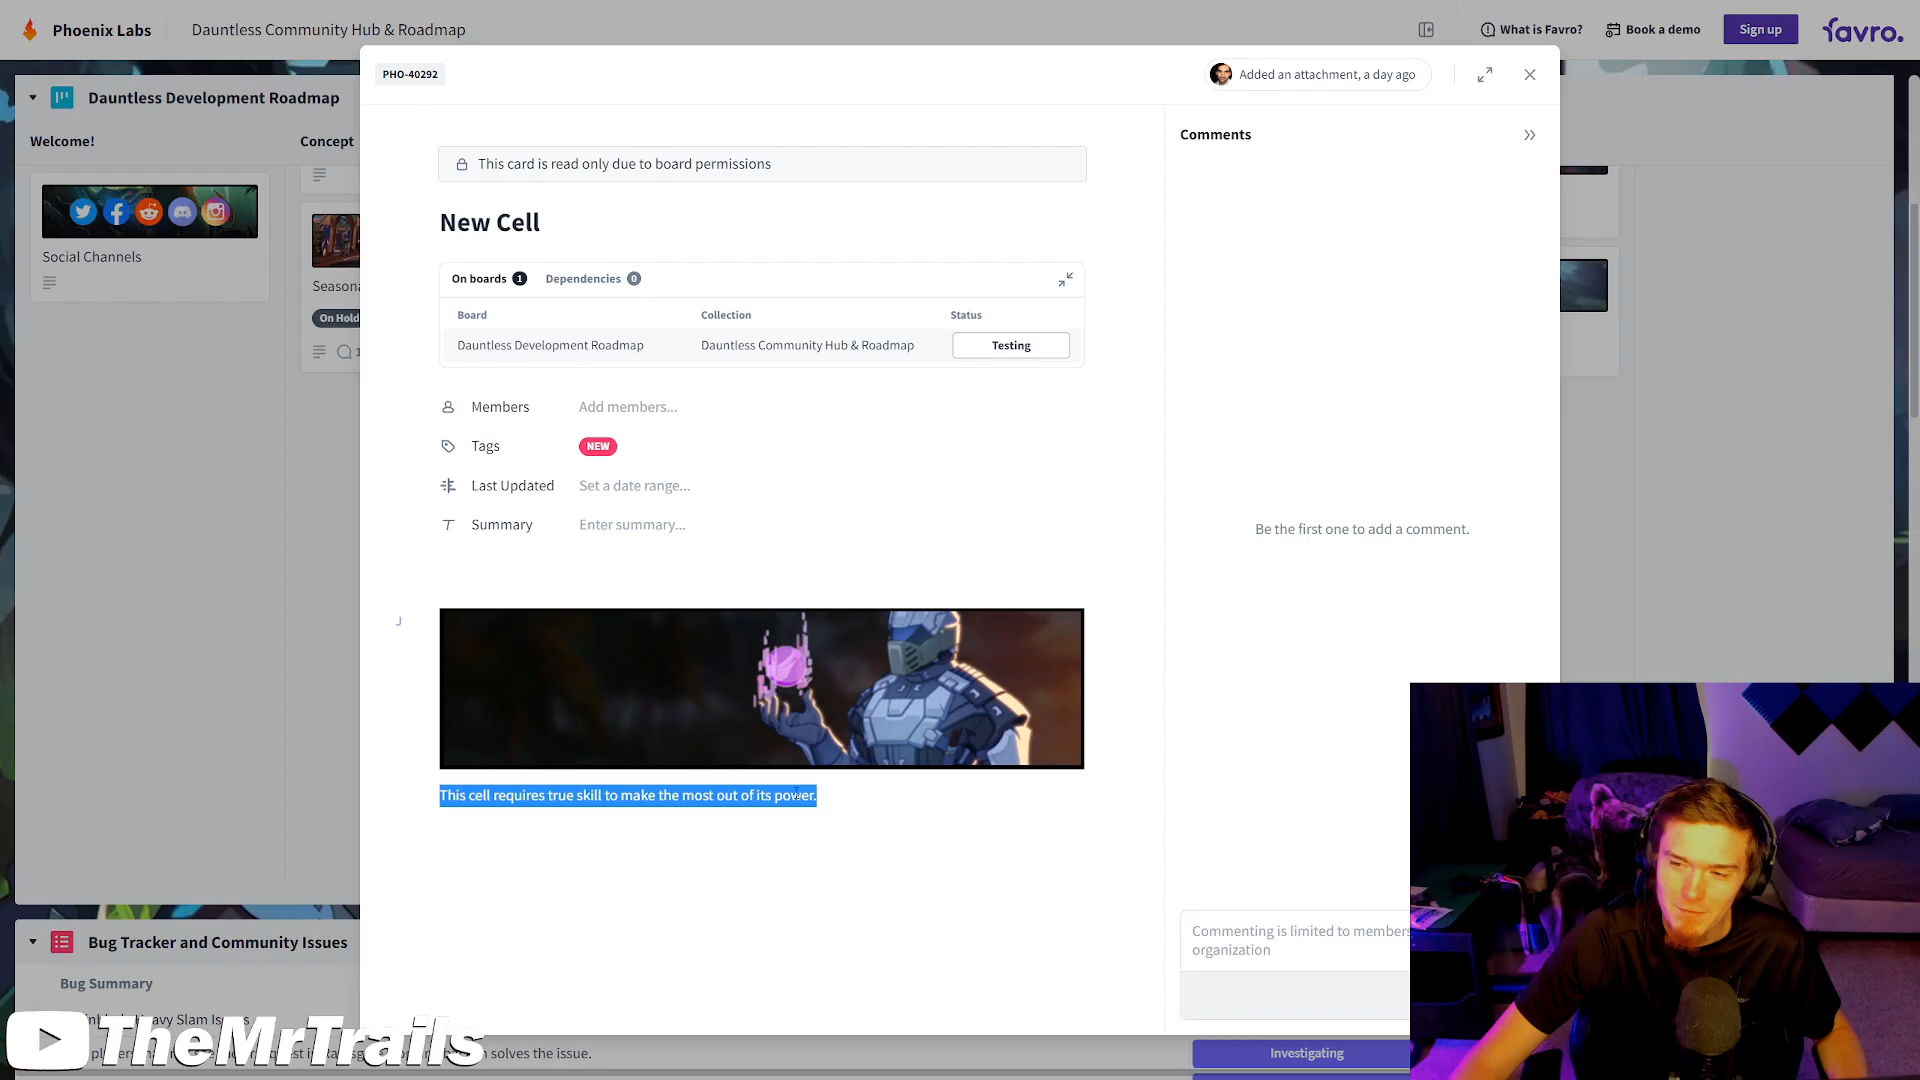 Phoenix Labs
Dauntless Community Hub & Roadmap
What is Favro?
Book a demo
Sign up
favro.
PHO-40292
Added an attachment, a day ago
Dauntless Development Roadmap
Welcome!
Concept
Comments
This card is read only due to board permissions
New Cell
Social Channels
On boards 1
Dependencies 0
Board
Collection
Status
Dauntless Development Roadmap
Dauntless Community Hub & Roadmap
Testing
On Hold
Members
Add members...
Tags
NEW
Last Updated
Set a date range...
Summary
Enter summary...
Be the first one to add a comment.
J
This cell requires true skill to make the most out of its power.
Commenting is limited to members
organization
Bug Tracker and Community Issues
Bug Summary
Heavy Slam Issues
TheMrTrails
solves the issue.
Investigating